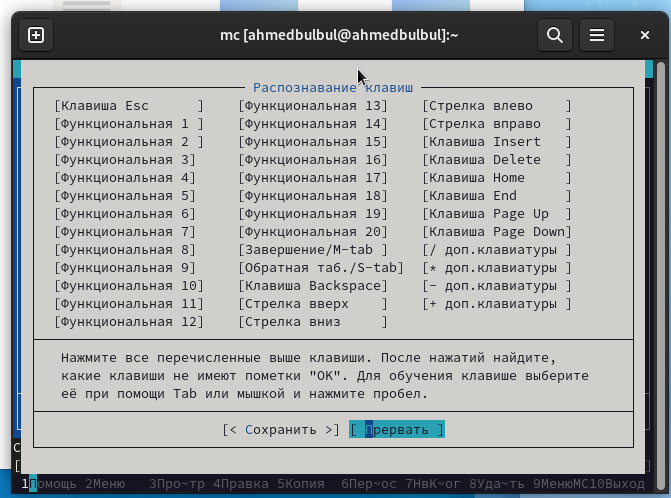 mc [ahmedbulbul@ahmedbulbul]:~
Распознавание клавиш
[Клавиша Esc      ] [Функциональная 13] [Стрелка влево    ]
[Функциональная 1 ] [Функциональная 14] [Стрелка вправо   ]
[Функциональная 2 ] [Функциональная 15] [Клавиша Insert   ]
[Функциональная 3] [Функциональная 16] [Клавиша Delete   ]
[Функциональная 4] [Функциональная 17] [Клавиша Home     ]
[Функциональная 5] [Функциональная 18] [Клавиша End      ]
[Функциональная 6] [Функциональная 19] [Клавиша Page Up  ]
[Функциональная 7] [Функциональная 20] [Клавиша Page Down]
[Функциональная 8] [Завершение/M-tab ] [/ доп.клавиатуры ]
[Функциональная 9] [Обратная таб./S-tab] [* доп.клавиатуры ]
[Функциональная 10] [Клавиша Backspace] [- доп.клавиатуры ]
[Функциональная 11] [Стрелка вверх    ] [+ доп.клавиатуры ]
[Функциональная 12] [Стрелка вниз     ]
Нажмите все перечисленные выше клавиши. После нажатий найдите,
какие клавиши не имеют пометки "OK". Для обучения клавише выберите
её при помощи Tab или мышкой и нажмите пробел.
[< Сохранить >] [ Прервать ]
С
[
1Помощь 2Меню 3Про~тр 4Правка 5Копия 6Пер~ос 7НвК~ог 8Уда~ть 9МенюMC10Выход